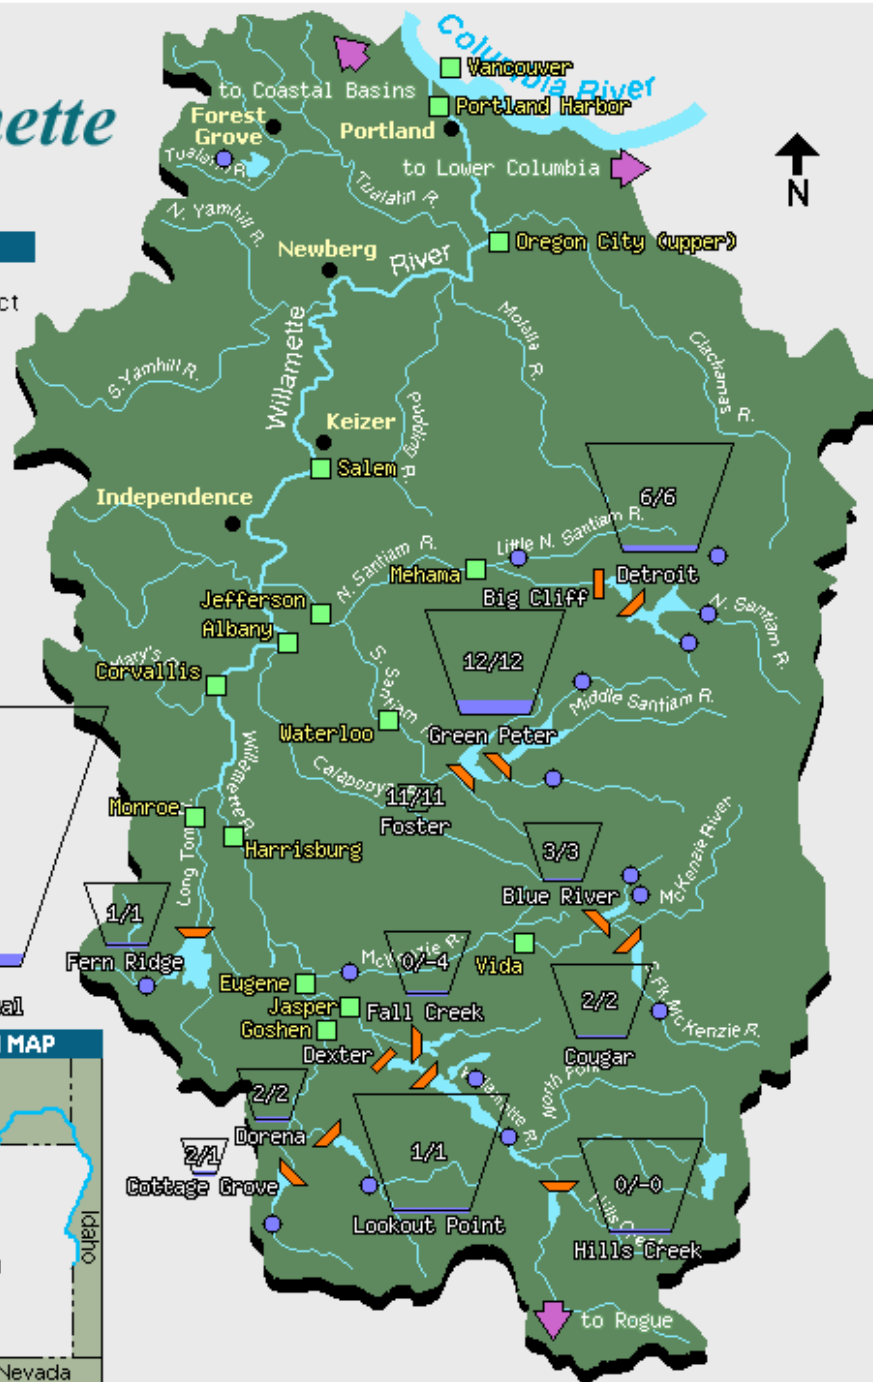 Columbia River
Vancouver
to Coastal Basins
Portland Harbor
Forest
Grove
Portland
Tualatin R.
to Lower Columbia
N
Tualatin R.
N. Yamhill R.
Oregon City (upper)
Newberg
River
Willamette
Molalla R.
Clackamas R.
S. Yamhill R.
Pudding R.
Keizer
Salem
6/6
Independence
Little N. Santiam R.
N. Santiam R.
Mehama
Detroit
Big Cliff
Jefferson
N. Santiam R.
Albany
12/12
Mary's
Corvallis
S. Santiam
Middle Santiam R.
Waterloo
Green Peter
Willamette R.
11/11
Foster
Monroe
Harrisburg
3/3
McKenzie River
Long Tom
Blue River
1/1
McKenzie R.
0/-4
Vida
Fern Ridge
Eugene
2/2
Jasper
Fall Creek
Goshen
McKenzie R.
Dexter
Cougar
North Fork
2/2
Willamette R.
Dorena
1/1
2/1
0/-0
Cottage Grove
Lookout Point
Hills Creek
Hills Creek
to Rogue
MAP
Idaho
Nevada